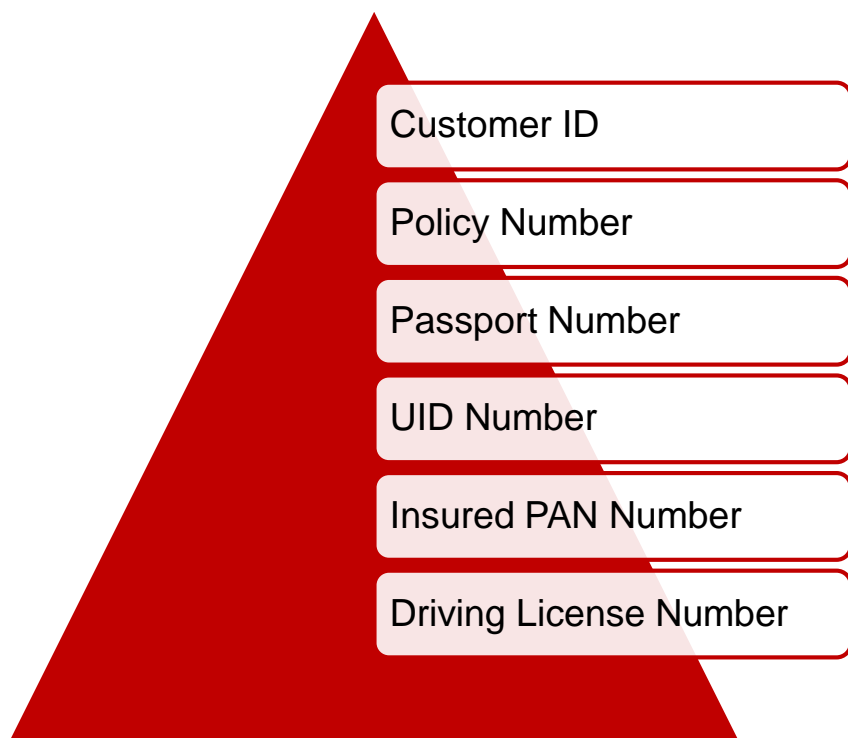 Customer ID
Policy Number
Passport Number
UID Number
Insured PAN Number
Driving License Number